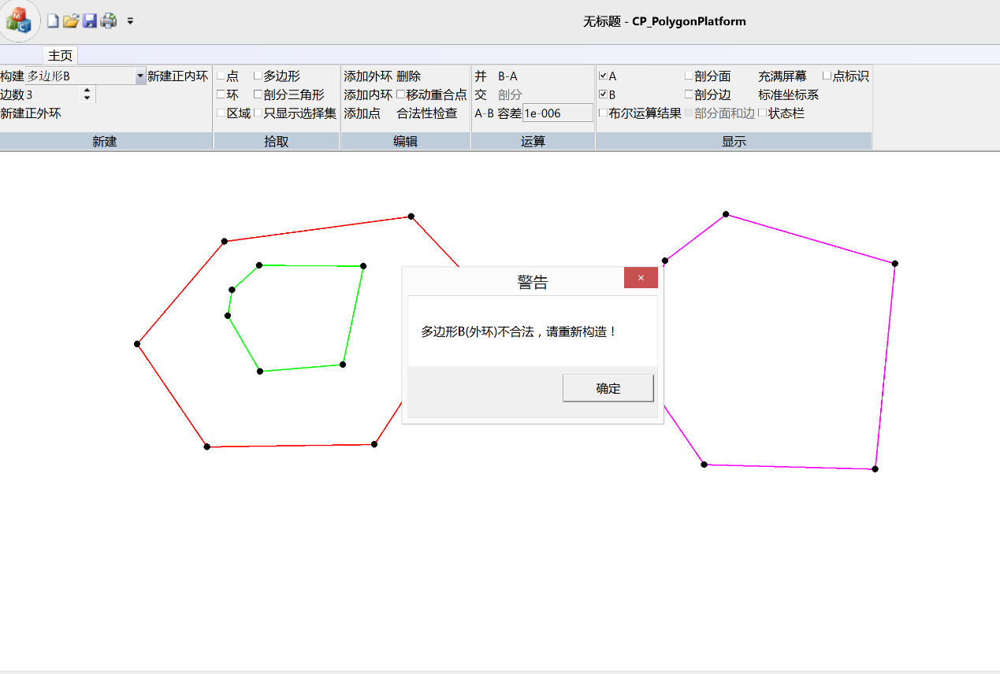 无标题 - CP_PolygonPlatform
主页
构建 多边形B 新建正内环
边数 3
新建正外环
新建
点 多边形
环 剖分三角形
区域 只显示选择集
拾取
添加外环 删除
添加内环 移动重合点
添加点 合法性检查
编辑
并 B-A
交 剖分
A-B 容差 1e-006
运算
A 剖分面 充满屏幕 点标识
B 剖分边 标准坐标系
布尔运算结果 部分面和边 状态栏
显示
警告
多边形B(外环)不合法，请重新构造！
确定